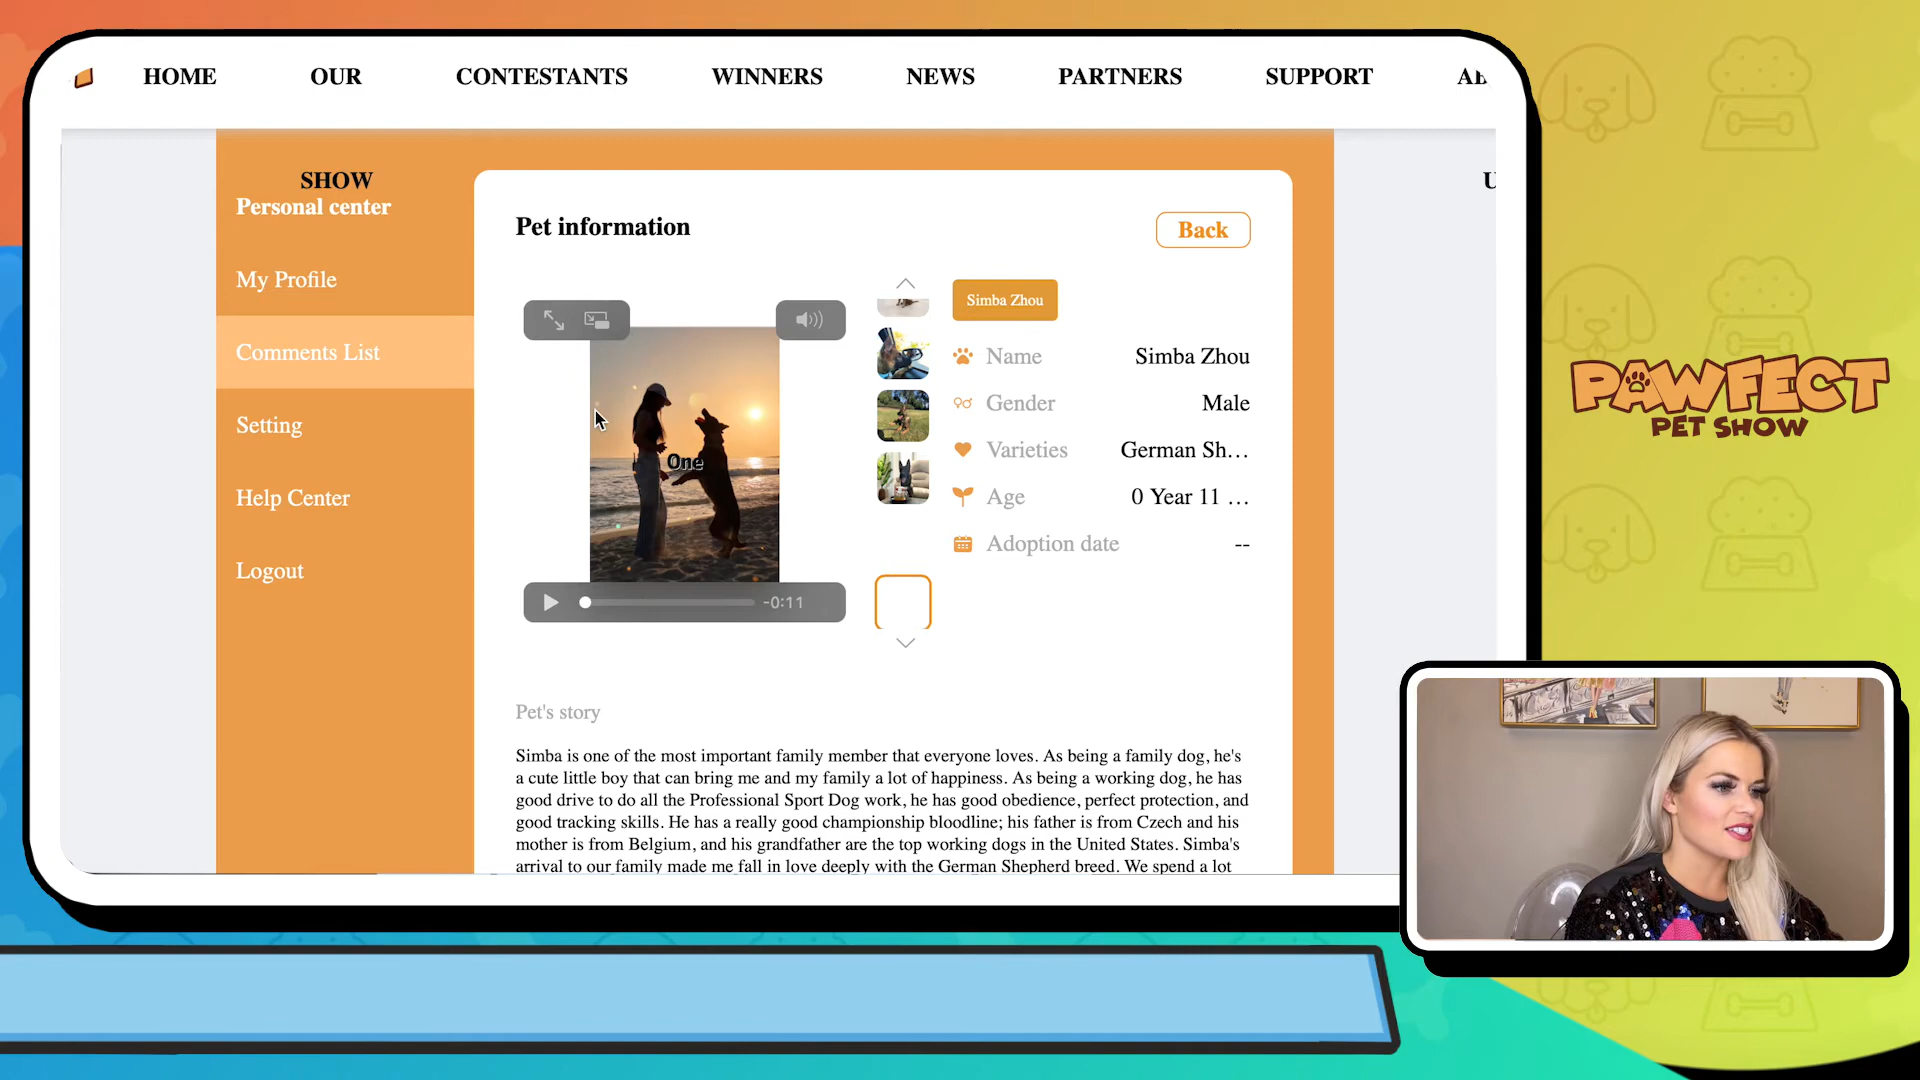 HOME
OUR
CONTESTANTS
WINNERS
NEWS
PARTNERS
SUPPORT
SHOW
Personal center
My Profile
Comments List
Setting
Help Center
Logout
Pet information
Back
One
-0:11
Simba Zhou
Name Simba Zhou
Gender Male
Varieties German Sh...
Age 0 Year 11 ...
Adoption date --
Pet's story
Simba is one of the most important family member that everyone loves. As being a family dog, he's
a cute little boy that can bring me and my family a lot of happiness. As being a working dog, he has
good drive to do all the Professional Sport Dog work, he has good obedience, perfect protection, and
good tracking skills. He has a really good championship bloodline; his father is from Czech and his
mother is from Belgium, and his grandfather are the top working dogs in the United States. Simba's
arrival to our family made me fall in love deeply with the German Shepherd breed. We spend a lot
PAWFECT
PET SHOW